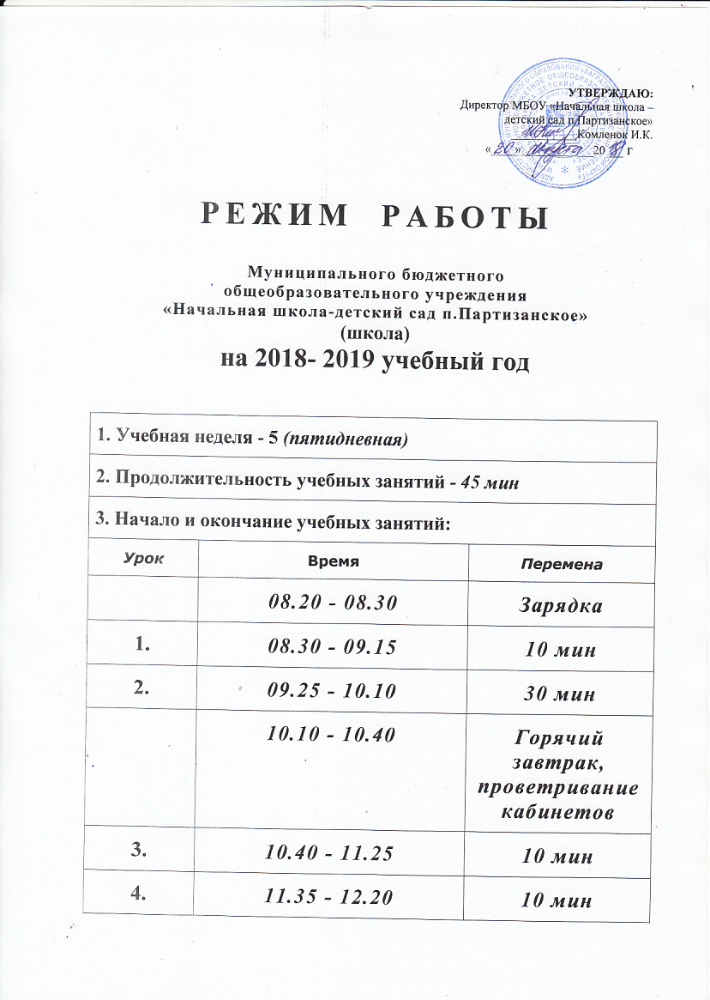 УТВЕРЖДАЮ:
Директор МБОУ «Начальная школа –
детский сад п.Партизанское»
Комленок И.К.
«20» августа 2018 г
РЕЖИМ РАБОТЫ
Муниципального бюджетного
общеобразовательного учреждения
«Начальная школа-детский сад п.Партизанское»
(школа)
на 2018- 2019 учебный год
1. Учебная неделя - 5 (пятидневная)
2. Продолжительность учебных занятий - 45 мин
3. Начало и окончание учебных занятий:
Урок Время Перемена
08.20 - 08.30 Зарядка
1. 08.30 - 09.15 10 мин
2. 09.25 - 10.10 30 мин
10.10 - 10.40 Горячий
завтрак,
проветривание
кабинетов
3. 10.40 - 11.25 10 мин
4. 11.35 - 12.20 10 мин